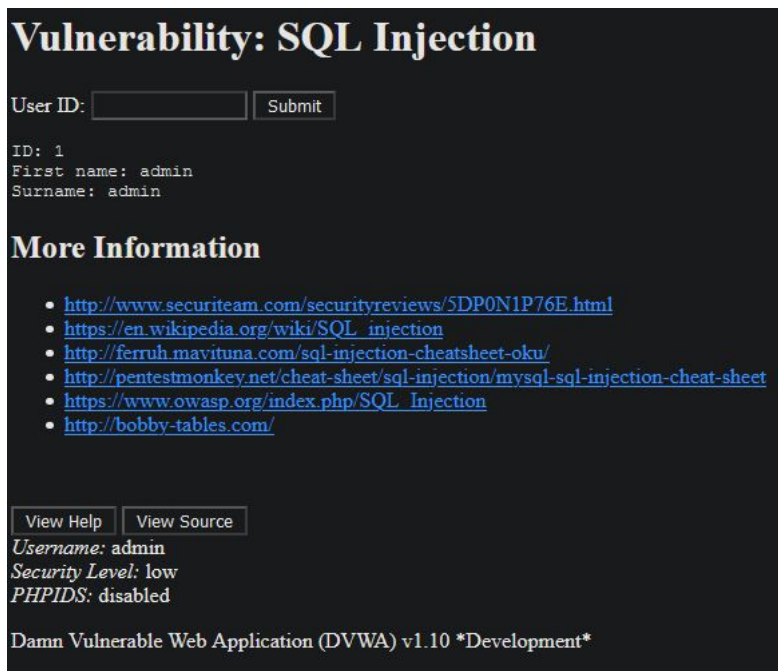 Vulnerability: SQL Injection
User ID: Submit
ID: 1
First name: admin
Surname: admin
More Information
http://www.securiteam.com/securityreviews/5DP0N1P76E.html
https://en.wikipedia.org/wiki/SQL_injection
http://ferruh.mavituna.com/sql-injection-cheatsheet-oku/
http://pentestmonkey.net/cheat-sheet/sql-injection/mysql-sql-injection-cheat-sheet
https://www.owasp.org/index.php/SQL_Injection
http://bobby-tables.com/
View Help View Source
Username: admin
Security Level: low
PHPIDS: disabled
Damn Vulnerable Web Application (DVWA) v1.10 *Development*